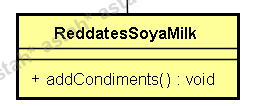 ReddatesSoyaMilk
+ addCondiments() : void